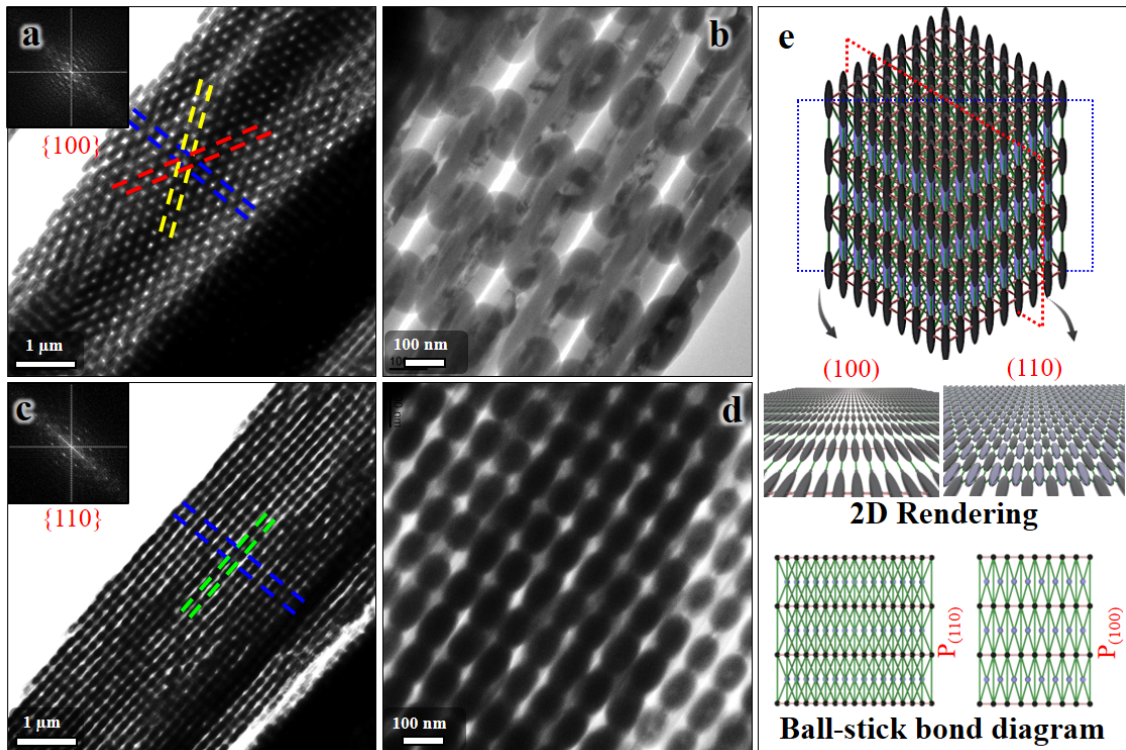 a
{100}
1 μm
b
100 nm
100
c
{110}
1 μm
d
100 nm
e
(100)
(110)
2D Rendering
P(110)
P(100)
Ball-stick bond diagram